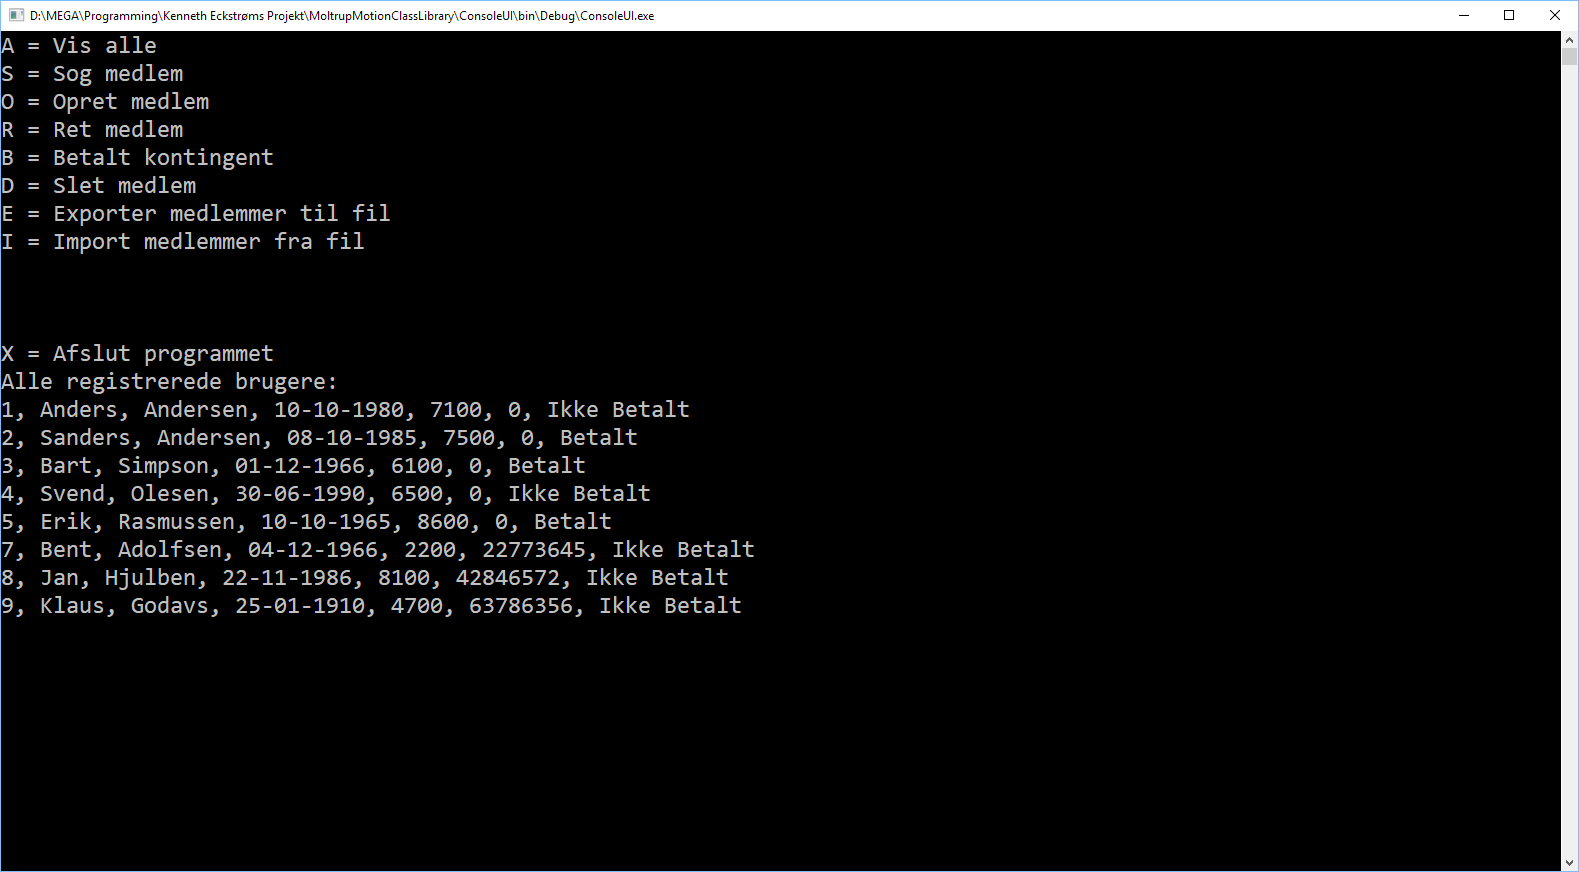 D:\MEGA\Programming\Kenneth Eckstrøms Projekt\MoltrupMotionClassLibrary\ConsoleUI\bin\Debug\ConsoleUI.exe
A = Vis alle
S = Sog medlem
O = Opret medlem
R = Ret medlem
B = Betalt kontingent
D = Slet medlem
E = Exporter medlemmer til fil
I = Import medlemmer fra fil
X = Afslut programmet
Alle registrerede brugere:
1, Anders, Andersen, 10-10-1980, 7100, 0, Ikke Betalt
2, Sanders, Andersen, 08-10-1985, 7500, 0, Betalt
3, Bart, Simpson, 01-12-1966, 6100, 0, Betalt
4, Svend, Olesen, 30-06-1990, 6500, 0, Ikke Betalt
5, Erik, Rasmussen, 10-10-1965, 8600, 0, Betalt
7, Bent, Adolfsen, 04-12-1966, 2200, 22773645, Ikke Betalt
8, Jan, Hjulben, 22-11-1986, 8100, 42846572, Ikke Betalt
9, Klaus, Godavs, 25-01-1910, 4700, 63786356, Ikke Betalt